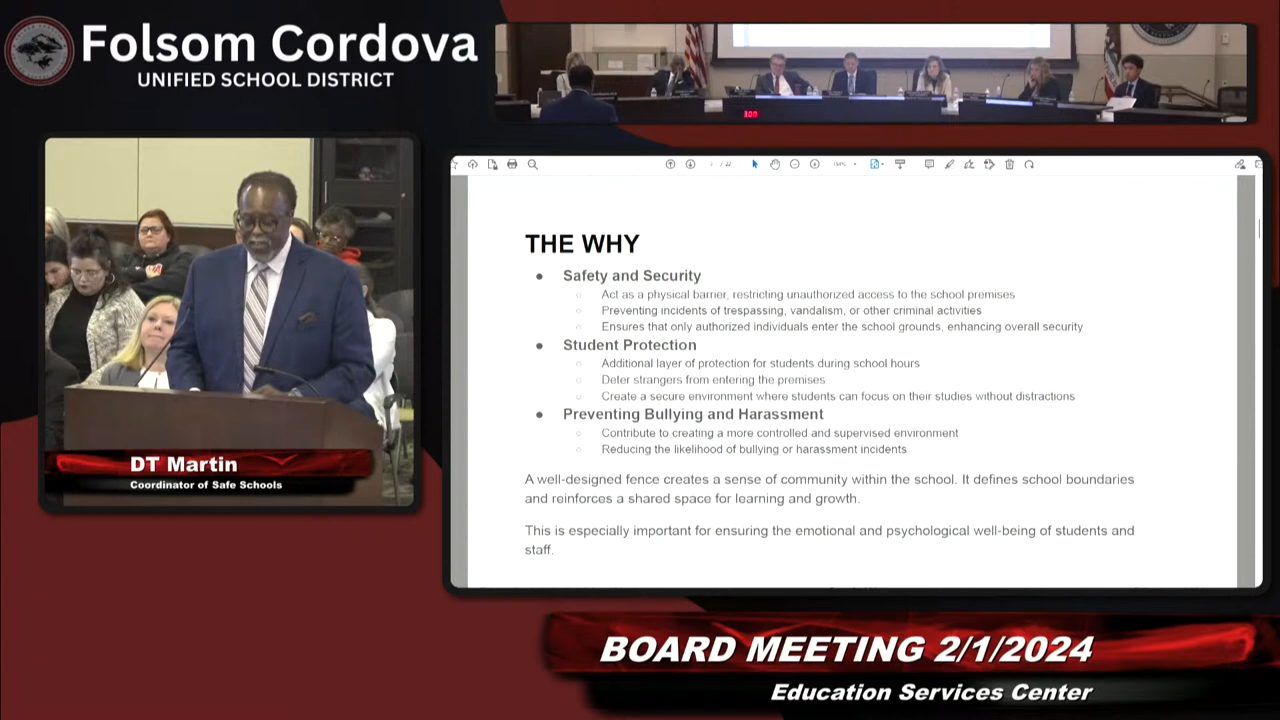 Folsom Cordova
UNIFIED SCHOOL DISTRICT
THE WHY
● Safety and Security
○ Act as a physical barrier, restricting unauthorized access to the school premises
○ Preventing incidents of trespassing, vandalism, or other criminal activities
○ Ensures that only authorized individuals enter the school grounds, enhancing overall security
● Student Protection
○ Additional layer of protection for students during school hours
○ Deter strangers from entering the premises
○ Create a secure environment where students can focus on their studies without distractions
● Preventing Bullying and Harassment
○ Contribute to creating a more controlled and supervised environment
○ Reducing the likelihood of bullying or harassment incidents
A well-designed fence creates a sense of community within the school. It defines school boundaries
and reinforces a shared space for learning and growth.
This is especially important for ensuring the emotional and psychological well-being of students and
staff.
DT Martin
Coordinator of Safe Schools
BOARD MEETING 2/1/2024
Education Services Center